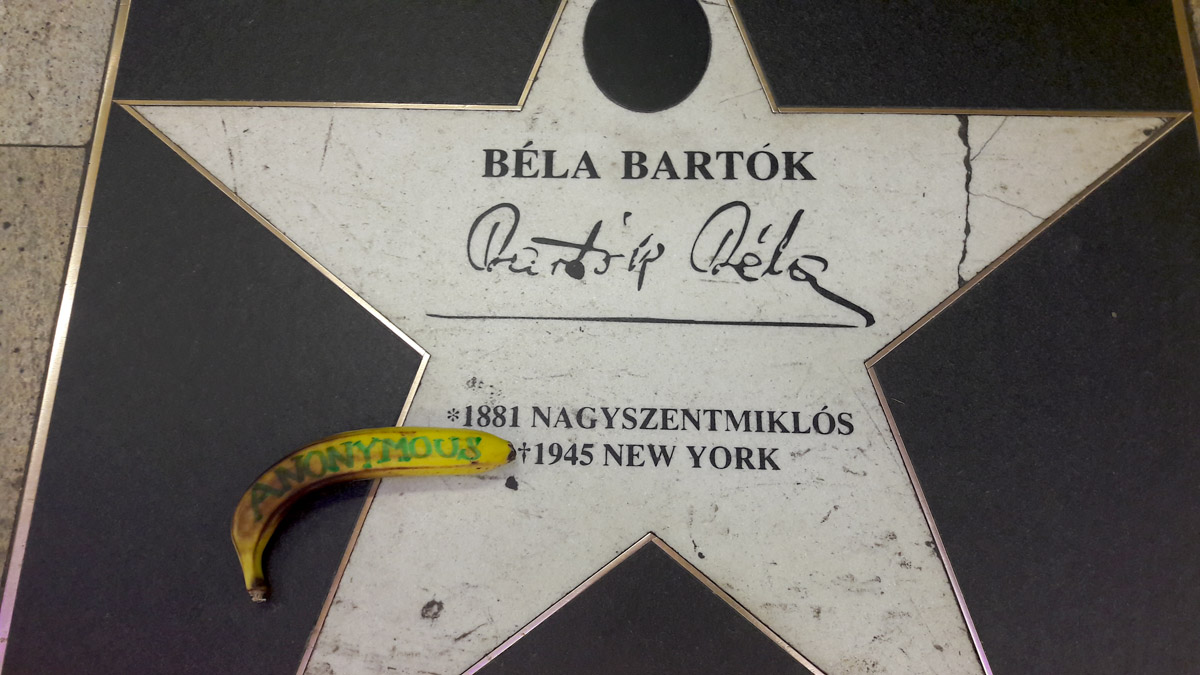 BÉLA BARTÓK
Bartók Béla
*1881 NAGYSZENTMIKLÓS
†1945 NEW YORK
ANONYMOUS